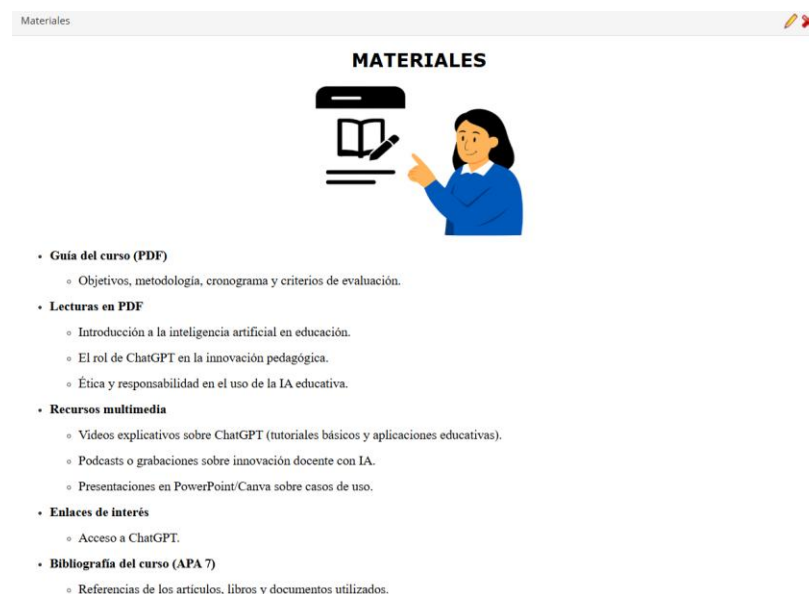 Materiales
MATERIALES
Guía del curso (PDF)
Objetivos, metodología, cronograma y criterios de evaluación.
Lecturas en PDF
Introducción a la inteligencia artificial en educación.
El rol de ChatGPT en la innovación pedagógica.
Ética y responsabilidad en el uso de la IA educativa.
Recursos multimedia
Videos explicativos sobre ChatGPT (tutoriales básicos y aplicaciones educativas).
Podcasts o grabaciones sobre innovación docente con IA.
Presentaciones en PowerPoint/Canva sobre casos de uso.
Enlaces de interés
Acceso a ChatGPT.
Bibliografía del curso (APA 7)
Referencias de los artículos, libros y documentos utilizados.